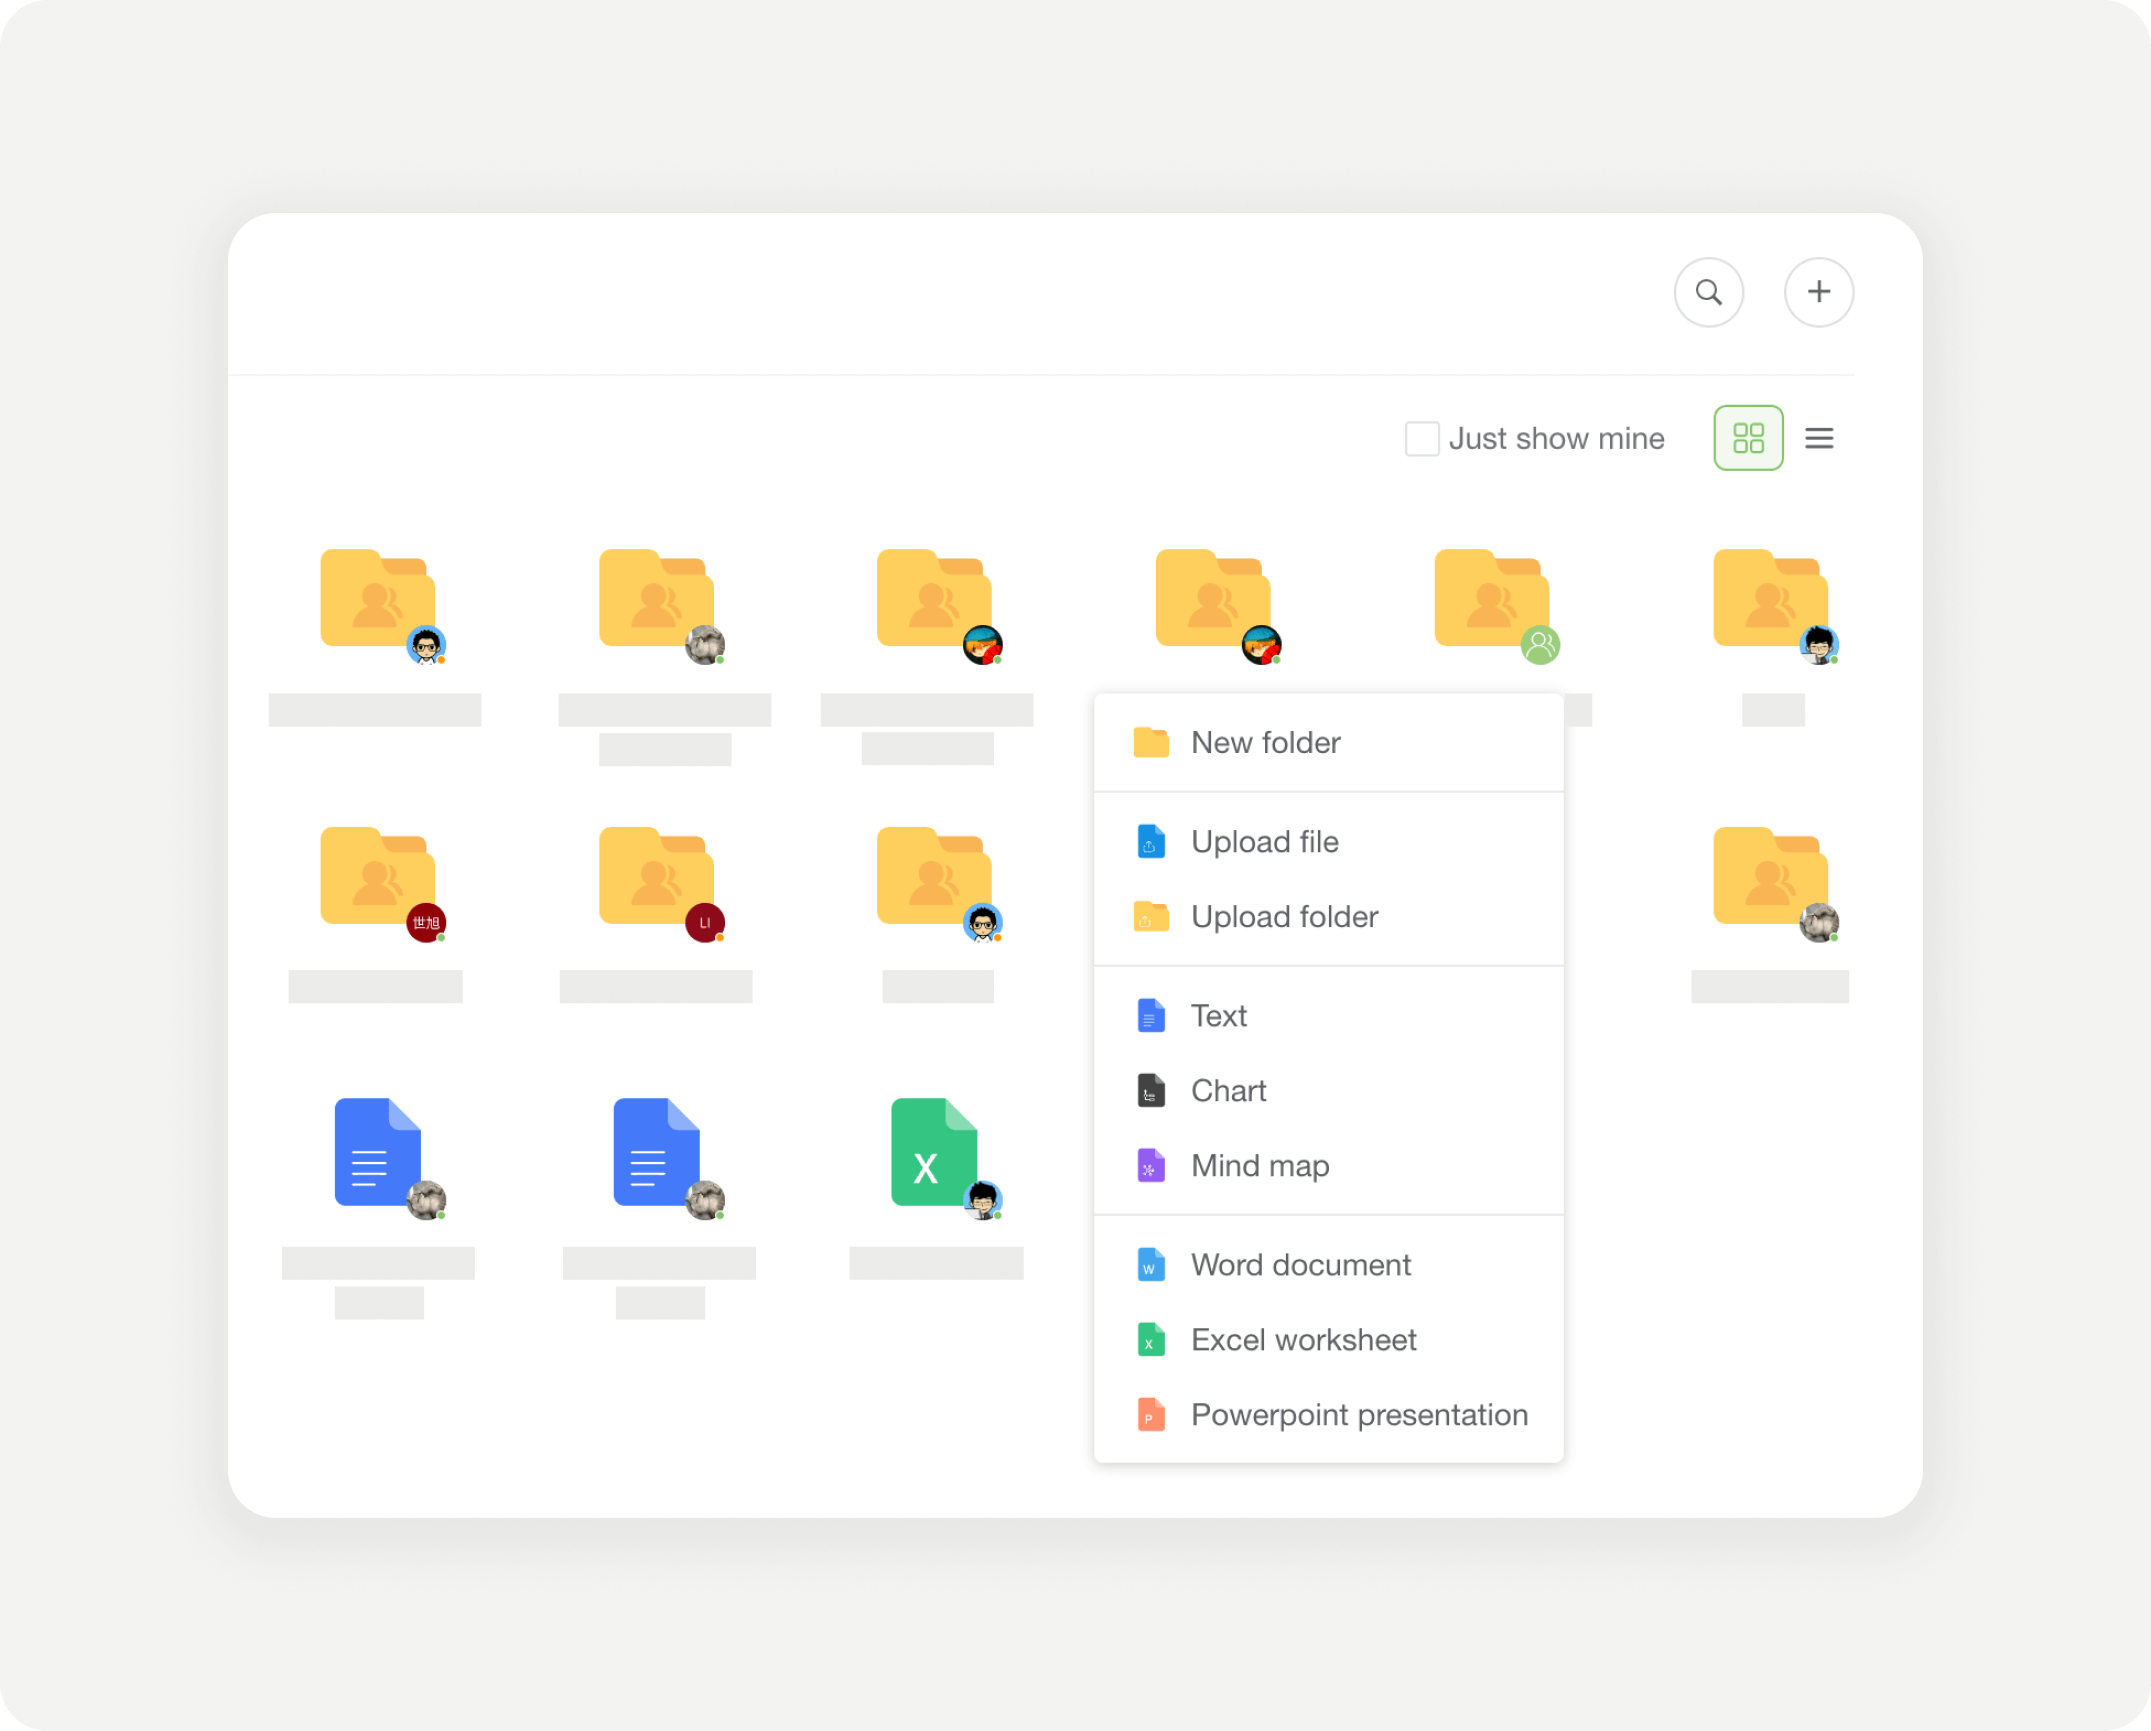 Just show mine
New folder
Upload file
世旭
LI
Upload folder
Text
Chart
Mind map
X
Word document
W
Excel worksheet
X
Powerpoint presentation
P